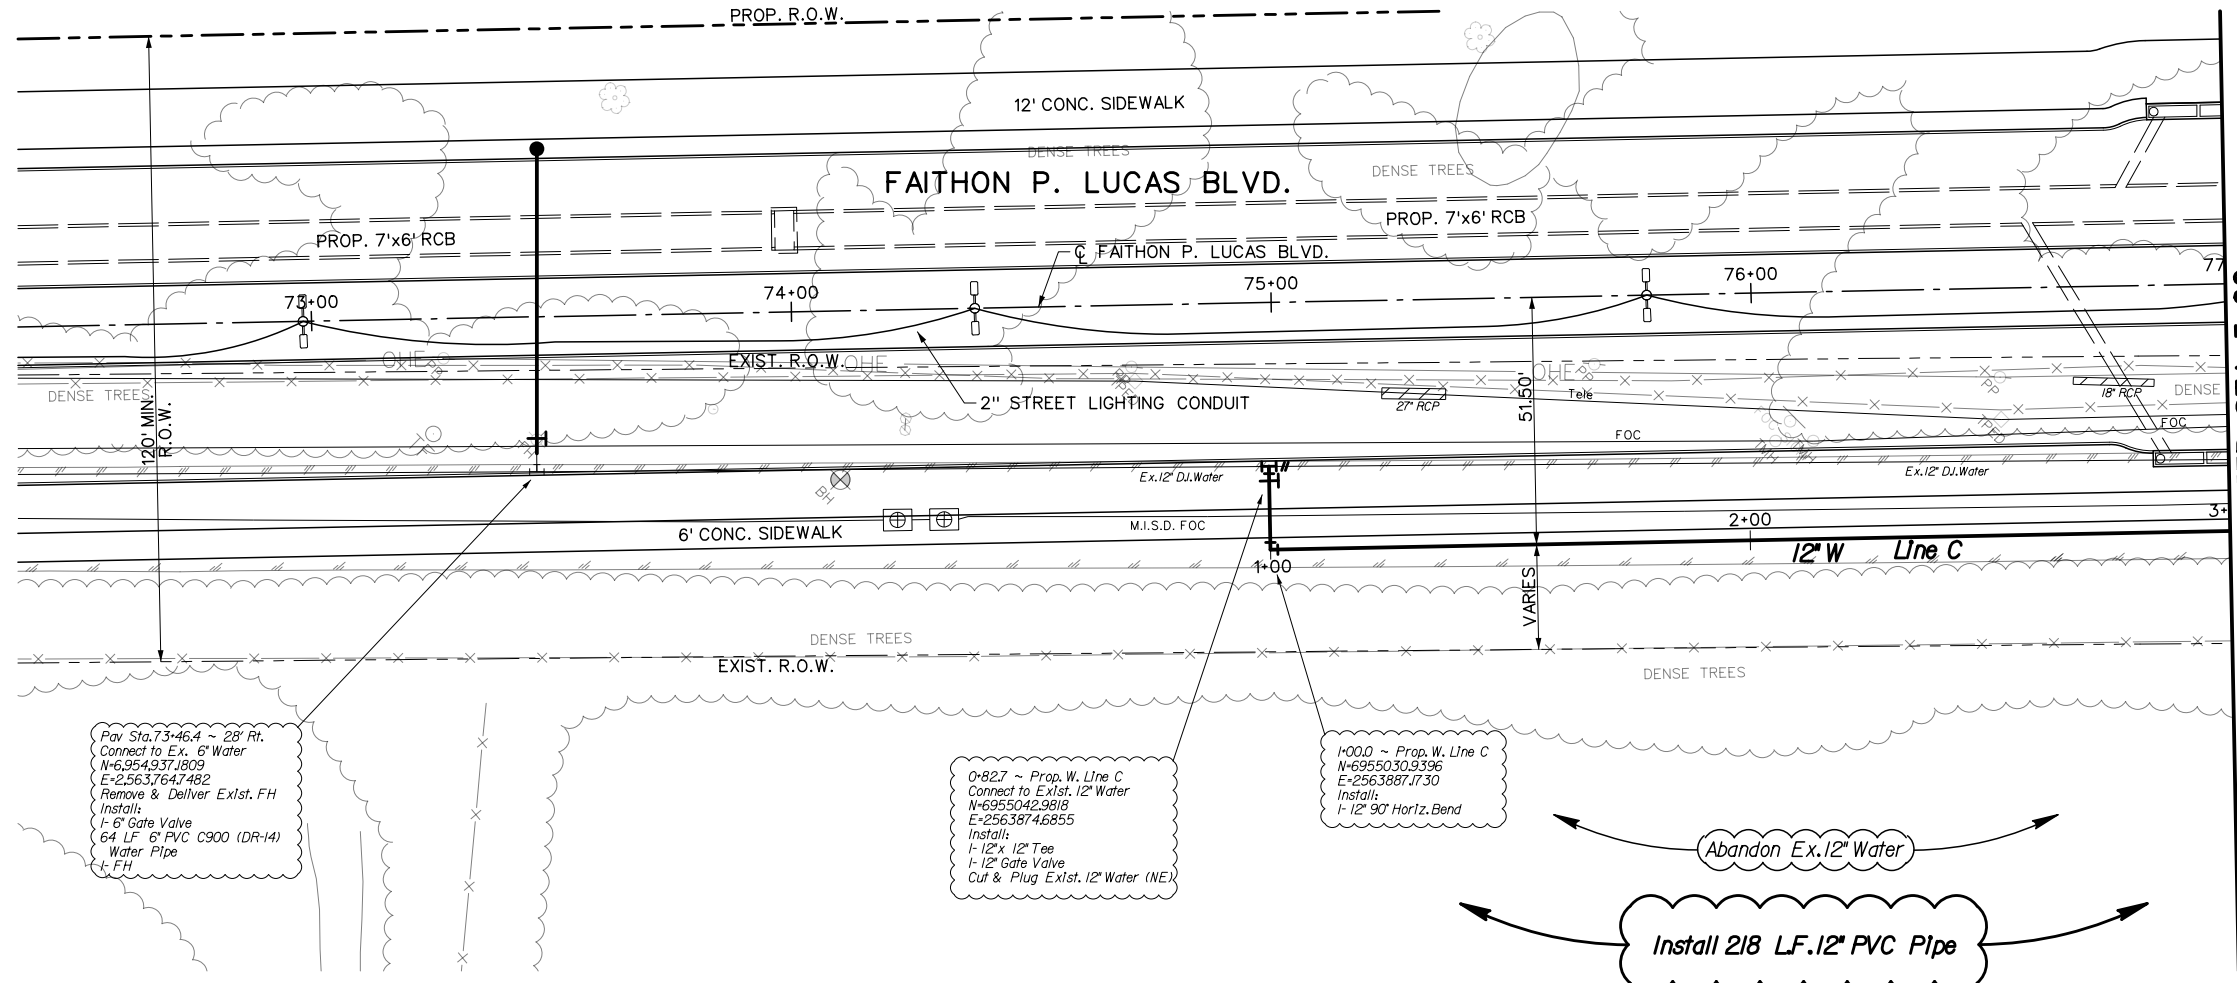 PROP. R.O.W.
12' CONC. SIDEWALK
DENSE TREES
DENSE TREES
FAITHON P. LUCAS BLVD.
PROP. 7'x6' RCB
PROP. 7'x6' RCB
℄ FAITHON P. LUCAS BLVD.
73+00
74+00
75+00
76+00
77
OHE
EXIST. R.O.W.
OHE
OHE
PP
PP
DENSE TREES
2" STREET LIGHTING CONDUIT
27" RCP
Tele
18" RCP
DENSE
120' MIN.
R.O.W.
51.50'
FOC
FOC
Ex.12" D.I.Water
Ex.12" D.I.Water
BH
6' CONC. SIDEWALK
M.I.S.D. FOC
1+00
2+00
3+
12" W Line C
VARIES
DENSE TREES
EXIST. R.O.W.
DENSE TREES
Pav Sta.73+46.4 ~ 28' Rt.
Connect to Ex. 6" Water
N=6,954,937.1809
E=2,563,764.7482
Remove & Deliver Exist. FH
Install:
1- 6" Gate Valve
64 LF 6" PVC C900 (DR-14)
Water Pipe
1- FH
0+82.7 ~ Prop. W. Line C
Connect to Exist. 12" Water
N=6955042.9818
E=2563874.6855
Install:
1- 12"x 12" Tee
1- 12" Gate Valve
Cut & Plug Exist. 12" Water (NE)
1+00.0 ~ Prop. W. Line C
N=6955030.9396
E=2563887.1730
Install:
1- 12" 90° Horiz. Bend
Abandon Ex.12" Water
Install 218 L.F. 12" PVC Pipe